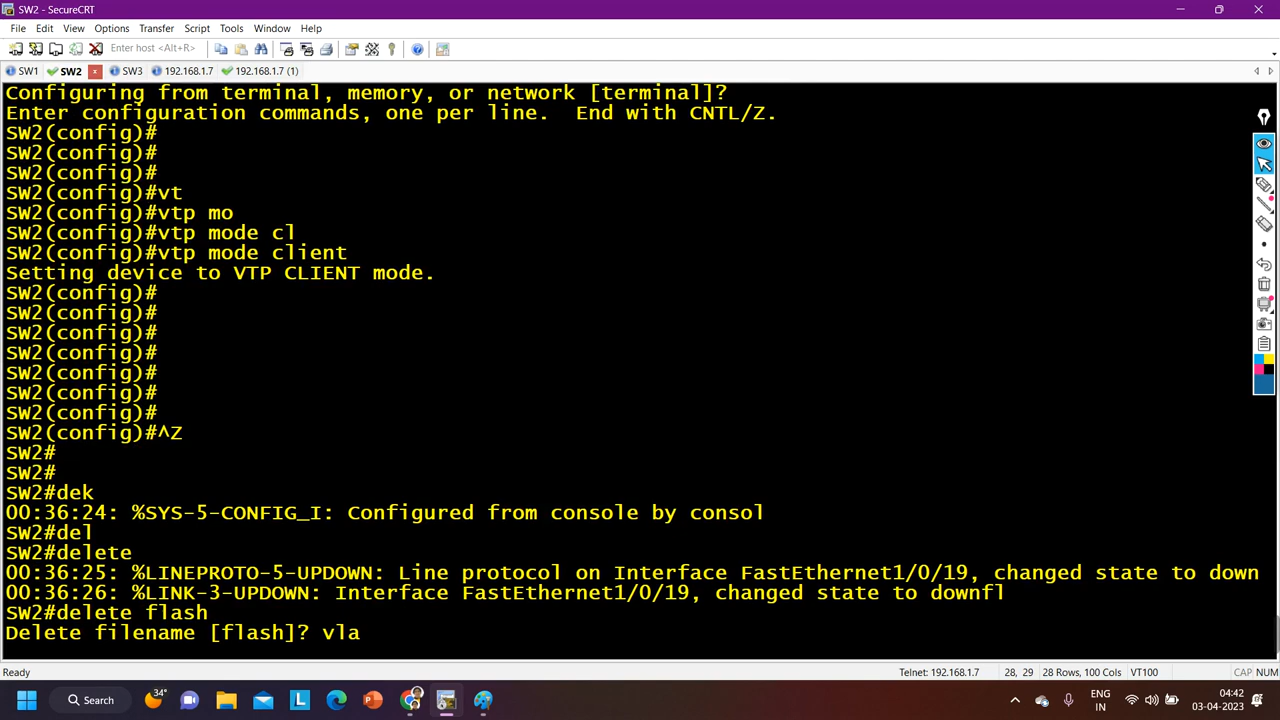 SW2 - SecureCRT
File Edit View Options Transfer Script Tools Window Help
Enter host <Alt+R>
SW1 SW2 SW3 192.168.1.7 192.168.1.7 (1)
Configuring from terminal, memory, or network [terminal]?
Enter configuration commands, one per line.  End with CNTL/Z.
SW2(config)#
SW2(config)#
SW2(config)#
SW2(config)#vt
SW2(config)#vtp mo
SW2(config)#vtp mode cl
SW2(config)#vtp mode client
Setting device to VTP CLIENT mode.
SW2(config)#
SW2(config)#
SW2(config)#
SW2(config)#
SW2(config)#
SW2(config)#
SW2(config)#
SW2(config)#^Z
SW2#
SW2#
SW2#dek
00:36:24: %SYS-5-CONFIG_I: Configured from console by consol
SW2#del
SW2#delete
00:36:25: %LINEPROTO-5-UPDOWN: Line protocol on Interface FastEthernet1/0/19, changed state to down
00:36:26: %LINK-3-UPDOWN: Interface FastEthernet1/0/19, changed state to downfl
SW2#delete flash
Delete filename [flash]? vla
Ready Telnet: 192.168.1.7 28, 29 28 Rows, 100 Cols VT100 CAP NUM
34° Search ENG IN 04:42 03-04-2023